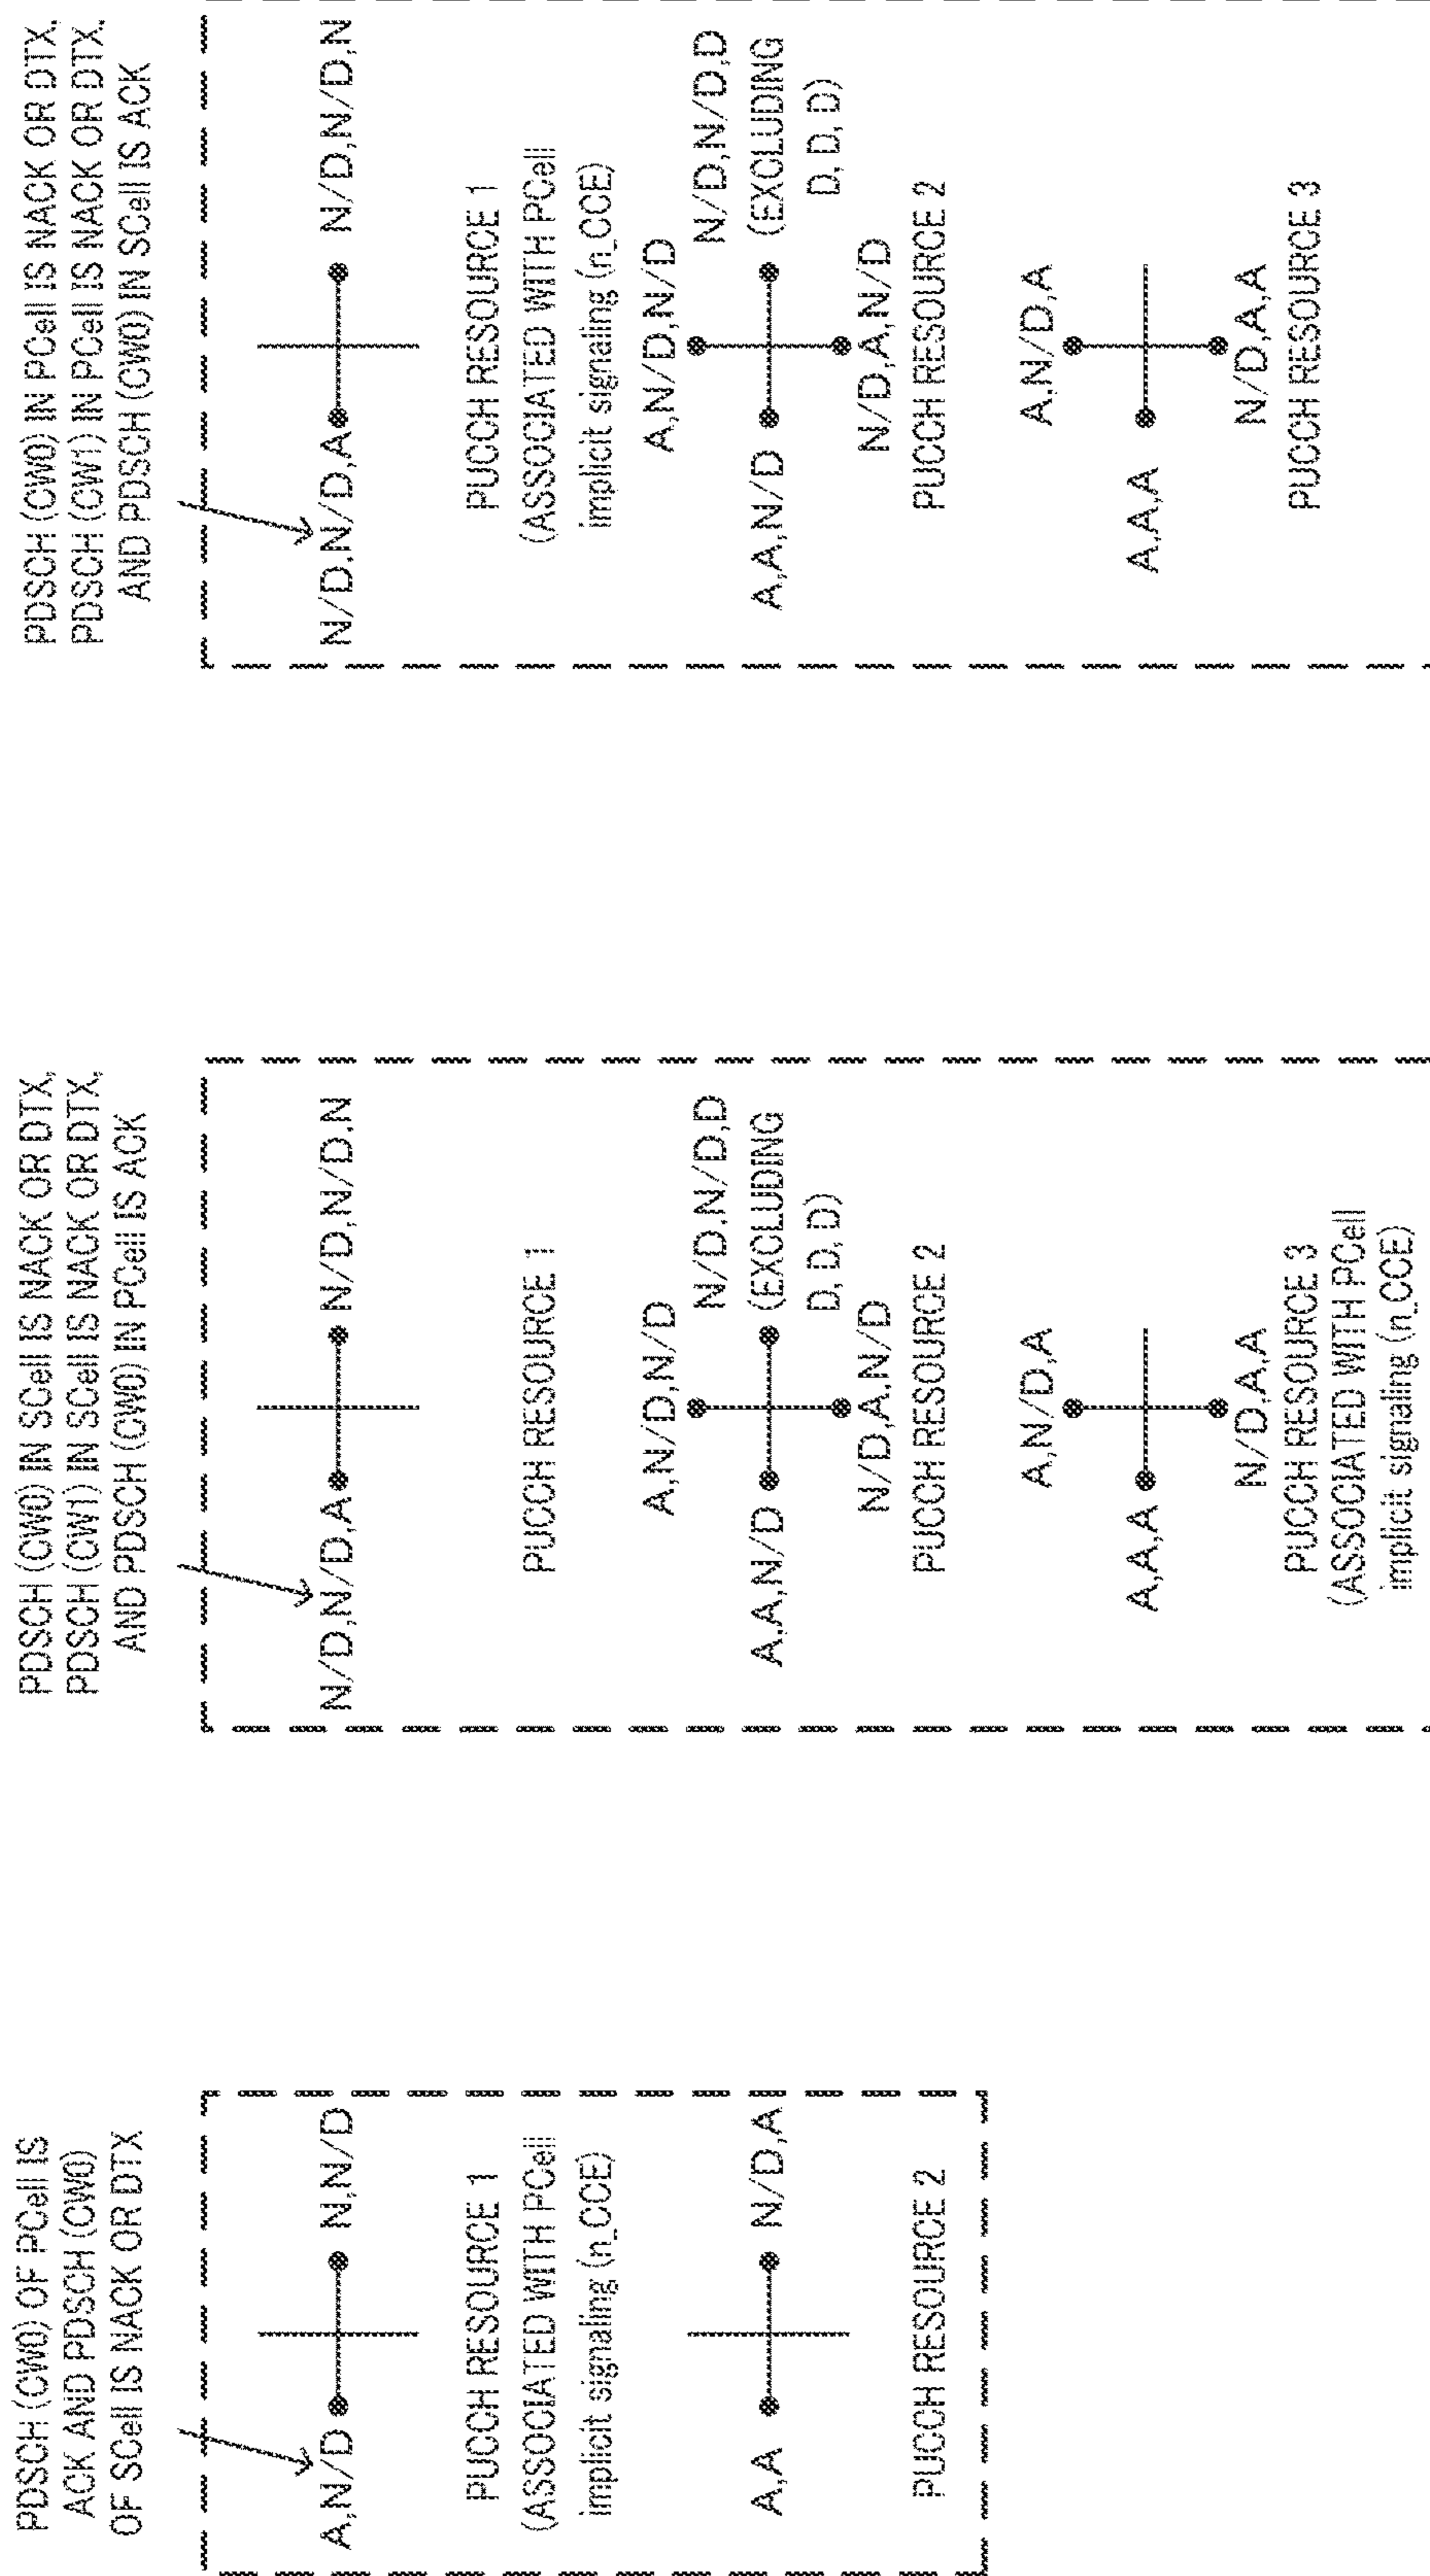 PDSCH (CW0) OF PCell IS
ACK AND PDSCH (CW0)
OF SCell IS NACK OR DTX
A,N/D
N,N/D
PUCCH RESOURCE 1
(ASSOCIATED WITH PCell
implicit signaling (n_CCE)
A,A
N/D,A
PUCCH RESOURCE 2
PDSCH (CW0) IN SCell IS NACK OR DTX,
PDSCH (CW1) IN SCell IS NACK OR DTX,
AND PDSCH (CW0) IN PCell IS ACK
N/D,N/D,A
N/D,N/D,N
PUCCH RESOURCE 1
A,N/D,N/D
N/D,N/D,D
A,A,N/D
(EXCLUDING
D, D, D)
N/D,A,N/D
PUCCH RESOURCE 2
A,N/D,A
A,A,A
N/D,A,A
PUCCH RESOURCE 3
(ASSOCIATED WITH PCell
implicit signaling (n_CCE)
PDSCH (CW0) IN PCell IS NACK OR DTX,
PDSCH (CW1) IN PCell IS NACK OR DTX,
AND PDSCH (CW0) IN SCell IS ACK
N/D,N/D,A
N/D,N/D,N
PUCCH RESOURCE 1
(ASSOCIATED WITH PCell
implicit signaling (n_CCE)
A,N/D,N/D
N/D,N/D,D
A,A,N/D
(EXCLUDING
D, D, D)
N/D,A,N/D
PUCCH RESOURCE 2
A,N/D,A
A,A,A
N/D,A,A
PUCCH RESOURCE 3